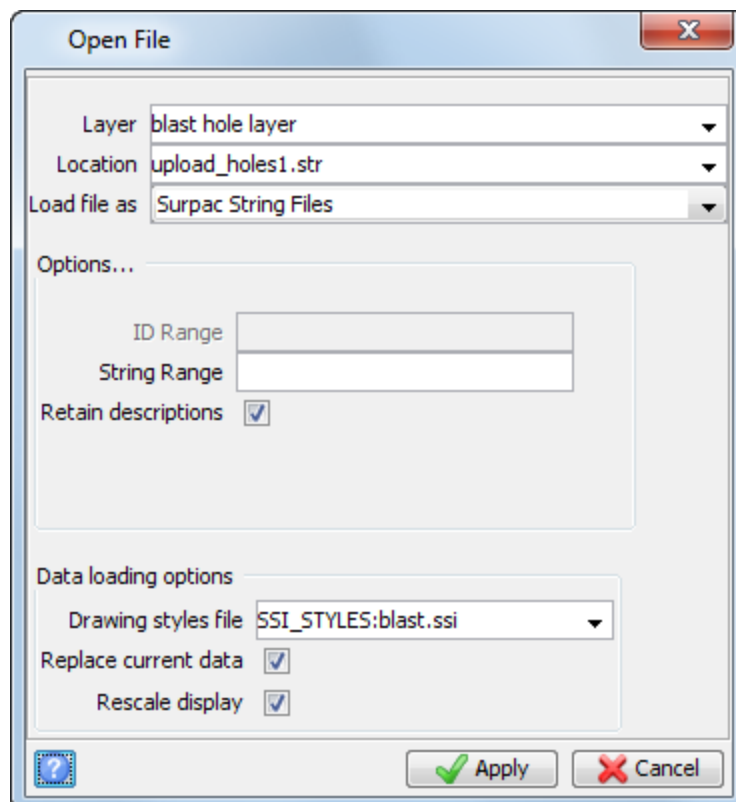 Open File
Layer blast hole layer
Location upload_holes1.str
Load file as Surpac String Files
Options...
ID Range
String Range
Retain descriptions
Data loading options
Drawing styles file SSI_STYLES:blast.ssi
Replace current data
Rescale display
? Apply Cancel